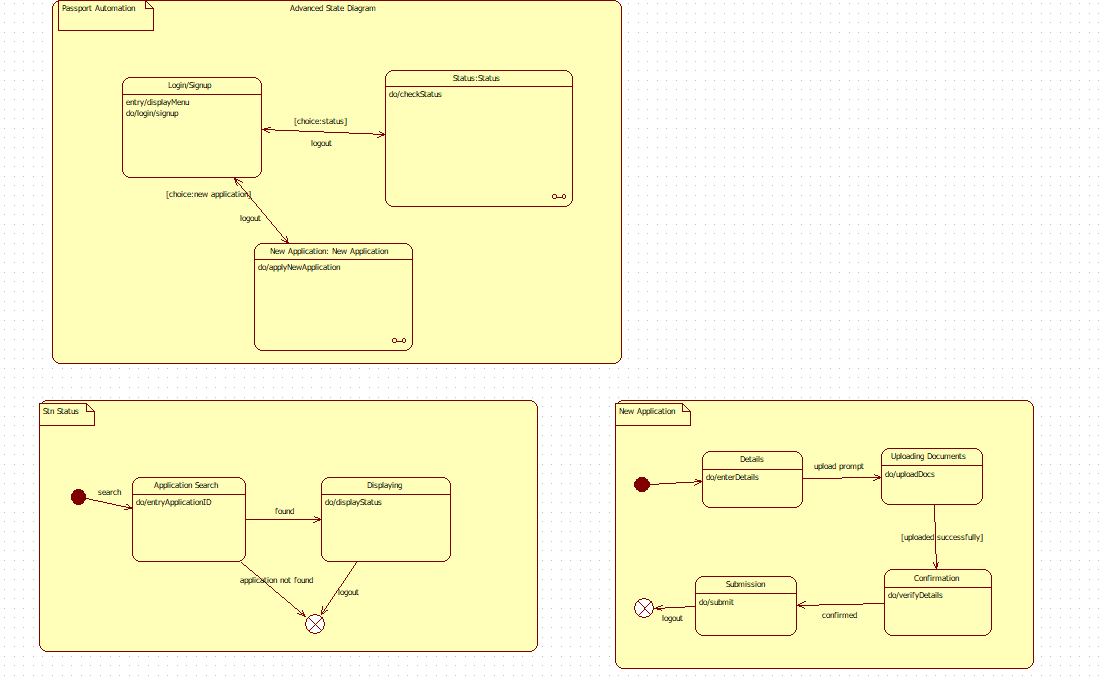 Passport Automation
Advanced State Diagram
Login/Signup
entry/displayMenu
do/login/signup
Status:Status
do/checkStatus
[choice:status]
logout
[choice:new application]
logout
New Application: New Application
do/applyNewApplication
Stn Status
search
Application Search
do/entryApplicationID
found
Displaying
do/displayStatus
application not found
logout
New Application
Details
do/enterDetails
upload prompt
Uploading Documents
do/uploadDocs
[uploaded successfully]
Confirmation
do/verifyDetails
confirmed
Submission
do/submit
logout